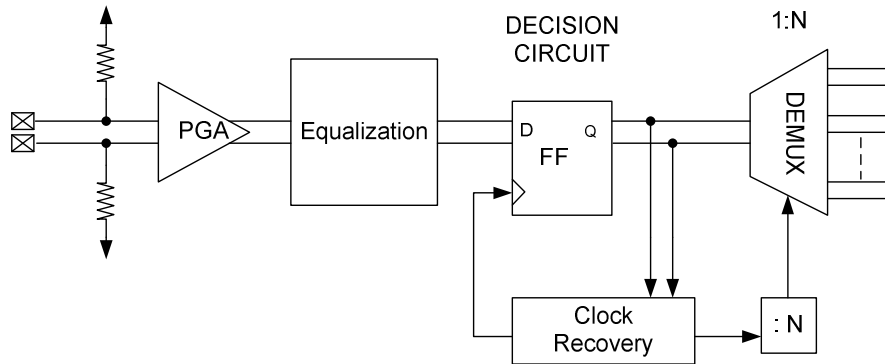 DECISION
CIRCUIT
1:N
PGA
Equalization
D
Q
FF
DEMUX
Clock
Recovery
: N